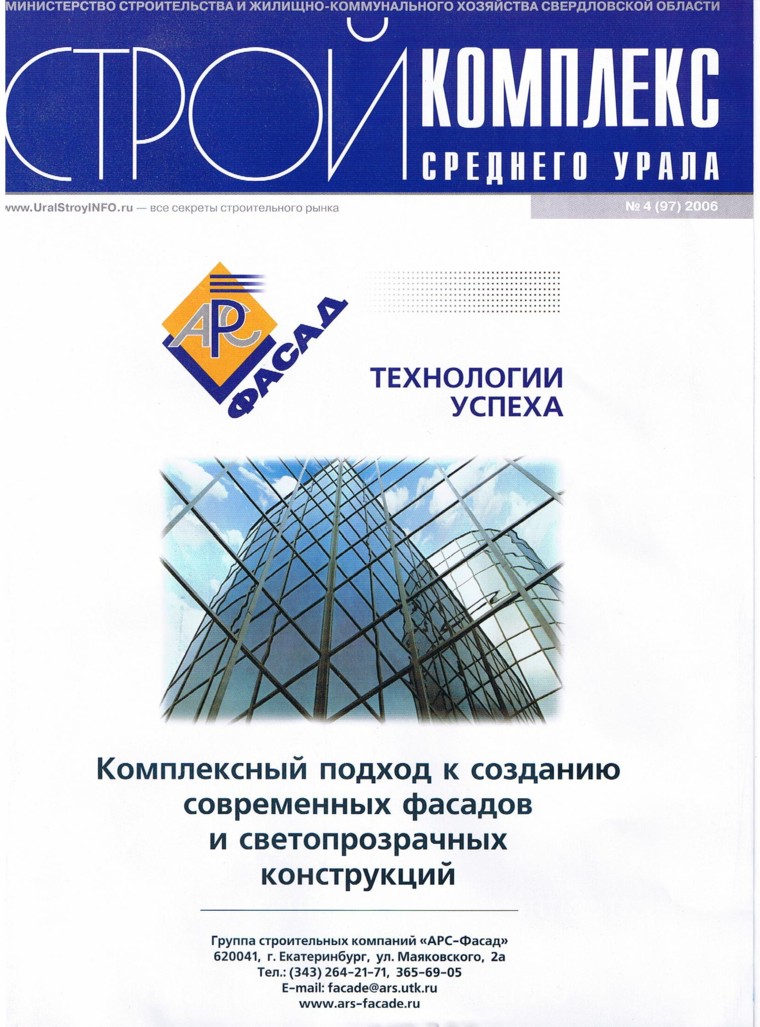 МИНИСТЕРСТВО СТРОИТЕЛЬСТВА И ЖИЛИЩНО-КОММУНАЛЬНОГО ХОЗЯЙСТВА СВЕРДЛОВСКОЙ ОБЛАСТИ
СТРОЙ
КОМПЛЕКС
СРЕДНЕГО УРАЛА
www.UralStroyINFO.ru — все секреты строительного рынка
№ 4 (97) 2006
АРС
ФАСАД
ТЕХНОЛОГИИ
УСПЕХА
Комплексный подход к созданию
современных фасадов
и светопрозрачных
конструкций
Группа строительных компаний «АРС-Фасад»
620041, г. Екатеринбург, ул. Маяковского, 2а
Тел.: (343) 264-21-71, 365-69-05
E-mail: facade@ars.utk.ru
www.ars-facade.ru